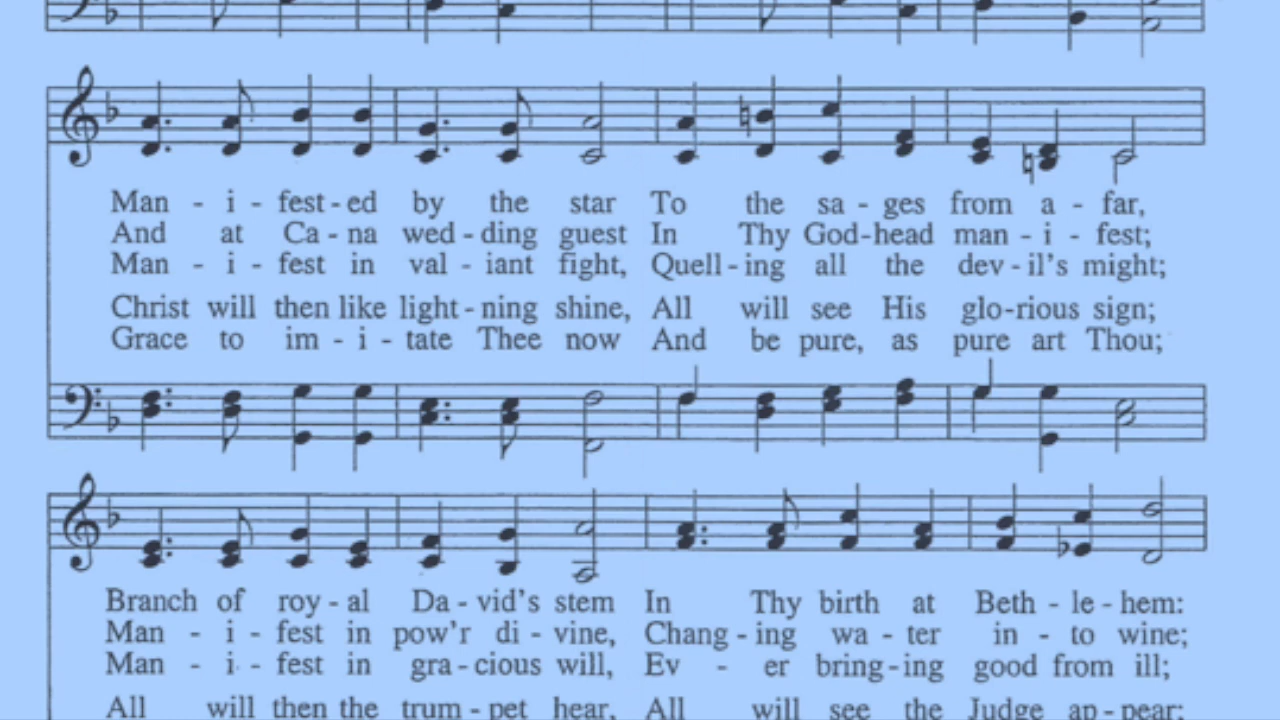 Man - i - fest - ed by the star To the sa - ges from a - far,
And at Ca - na wed - ding guest In Thy God - head man - i - fest;
Man - i - fest in val - iant fight, Quell - ing all the dev - il's might;
Christ will then like light - ning shine, All will see His glo - rious sign;
Grace to im - i - tate Thee now And be pure, as pure art Thou;
Branch of roy - al Da - vid's stem In Thy birth at Beth - le - hem:
Man - i - fest in pow'r di - vine, Chang - ing wa - ter in - to wine;
Man - i - fest in gra - cious will, Ev - er bring - ing good from ill;
All will then the trum - pet hear, All will see the Judge ap - pear;